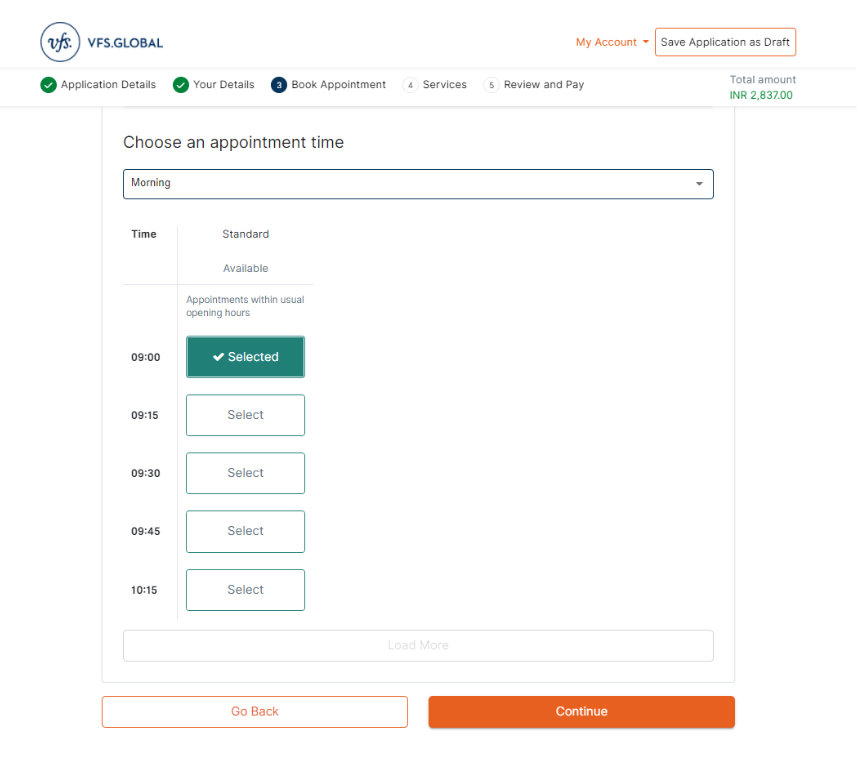 vfs. VFS.GLOBAL
My Account
Save Application as Draft
Application Details
Your Details
3 Book Appointment
4 Services
5 Review and Pay
Total amount
INR 2,837.00
Choose an appointment time
Morning
Time Standard
Available
Appointments within usual
opening hours
09:00 Selected
09:15 Select
09:30 Select
09:45 Select
10:15 Select
Load More
Go Back
Continue